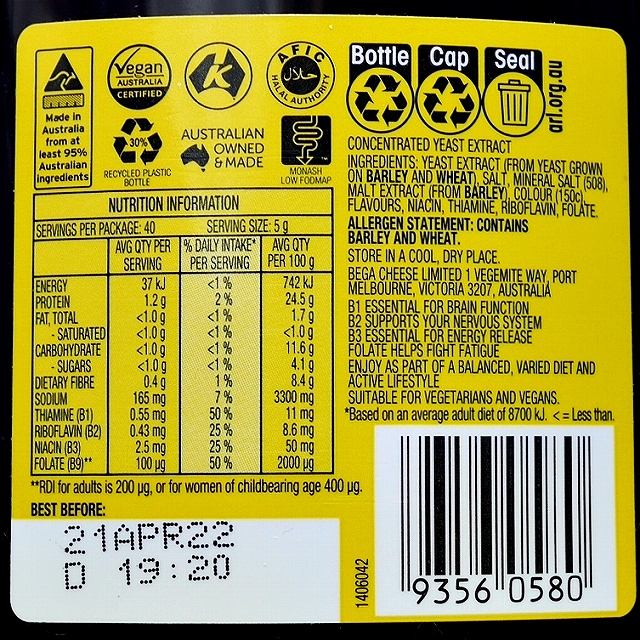 Made in
Australia
from at
least 95%
Australian
ingredients
Vegan
AUSTRALIA
CERTIFIED
K
AFIC
حلال
HALAL AUTHORITY
30%
RECYCLED PLASTIC
BOTTLE
AUSTRALIAN
OWNED
& MADE
MONASH
LOW FODMAP
™
NUTRITION INFORMATION
SERVINGS PER PACKAGE: 40 SERVING SIZE: 5 g
AVG QTY PER SERVING % DAILY INTAKE* PER SERVING AVG QTY PER 100 g
ENERGY 37 kJ <1 % 742 kJ
PROTEIN 1.2 g 2 % 24.5 g
FAT, TOTAL <1.0 g <1 % 1.7 g
- SATURATED <1.0 g <1 % <1.0 g
CARBOHYDRATE <1.0 g <1 % 11.6 g
- SUGARS <1.0 g <1 % 4.1 g
DIETARY FIBRE 0.4 g 1 % 8.4 g
SODIUM 165 mg 7 % 3300 mg
THIAMINE (B1) 0.55 mg 50 % 11 mg
RIBOFLAVIN (B2) 0.43 mg 25 % 8.6 mg
NIACIN (B3) 2.5 mg 25 % 50 mg
FOLATE (B9)** 100 µg 50 % 2000 µg
**RDI for adults is 200 µg, or for women of childbearing age 400 µg.
BEST BEFORE:
21APR22
D 19:20
Bottle Cap Seal
arl.org.au
CONCENTRATED YEAST EXTRACT
INGREDIENTS: YEAST EXTRACT (FROM YEAST GROWN
ON BARLEY AND WHEAT), SALT, MINERAL SALT (508),
MALT EXTRACT (FROM BARLEY), COLOUR (150c),
FLAVOURS, NIACIN, THIAMINE, RIBOFLAVIN, FOLATE.
ALLERGEN STATEMENT: CONTAINS
BARLEY AND WHEAT.
STORE IN A COOL, DRY PLACE.
BEGA CHEESE LIMITED 1 VEGEMITE WAY, PORT
MELBOURNE, VICTORIA 3207, AUSTRALIA
B1 ESSENTIAL FOR BRAIN FUNCTION
B2 SUPPORTS YOUR NERVOUS SYSTEM
B3 ESSENTIAL FOR ENERGY RELEASE
FOLATE HELPS FIGHT FATIGUE
ENJOY AS PART OF A BALANCED, VARIED DIET AND
ACTIVE LIFESTYLE
SUITABLE FOR VEGETARIANS AND VEGANS.
*Based on an average adult diet of 8700 kJ. < = Less than.
1406042
9356 0580